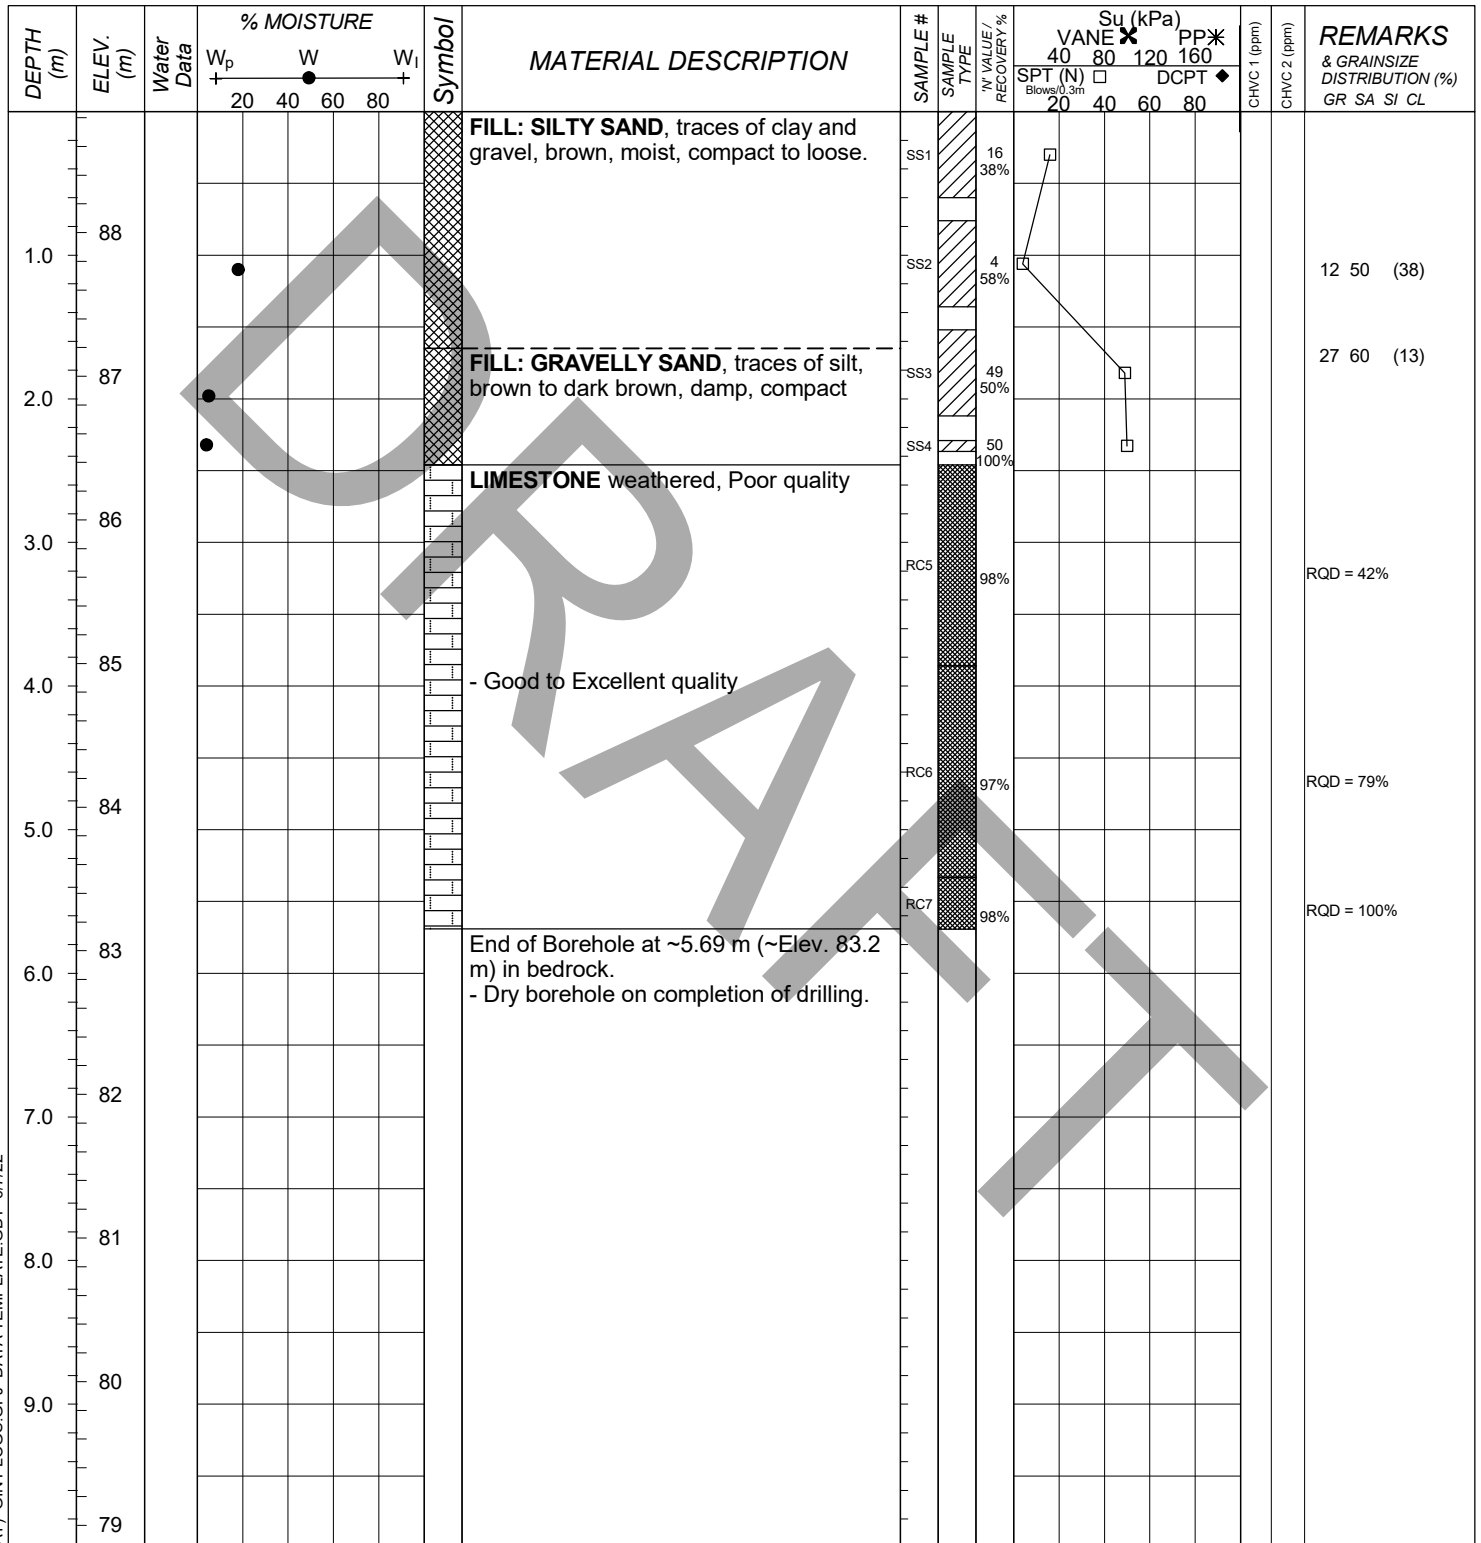 DEPTH (m)
ELEV. (m)
Water Data
% MOISTURE
Wp W Wl
20 40 60 80
Symbol
MATERIAL DESCRIPTION
SAMPLE #
SAMPLE TYPE
'N' VALUE / RECOVERY %
Su (kPa)
VANE PP
40 80 120 160
SPT (N) DCPT
Blows/0.3m
20 40 60 80
CHVC 1 (ppm)
CHVC 2 (ppm)
REMARKS
& GRAINSIZE
DISTRIBUTION (%)
GR SA SI CL
FILL: SILTY SAND, traces of clay and
gravel, brown, moist, compact to loose.
SS1
16
38%
88
1.0
SS2
4
58%
12 50 (38)
FILL: GRAVELLY SAND, traces of silt,
brown to dark brown, damp, compact
87
2.0
SS3
49
50%
27 60 (13)
SS4
50
100%
LIMESTONE weathered, Poor quality
86
3.0
RC5
98%
RQD = 42%
85
4.0
- Good to Excellent quality
RC6
97%
RQD = 79%
84
5.0
RC7
98%
RQD = 100%
End of Borehole at ~5.69 m (~Elev. 83.2
m) in bedrock.
- Dry borehole on completion of drilling.
83
6.0
82
7.0
81
8.0
80
9.0
79
DRAFT